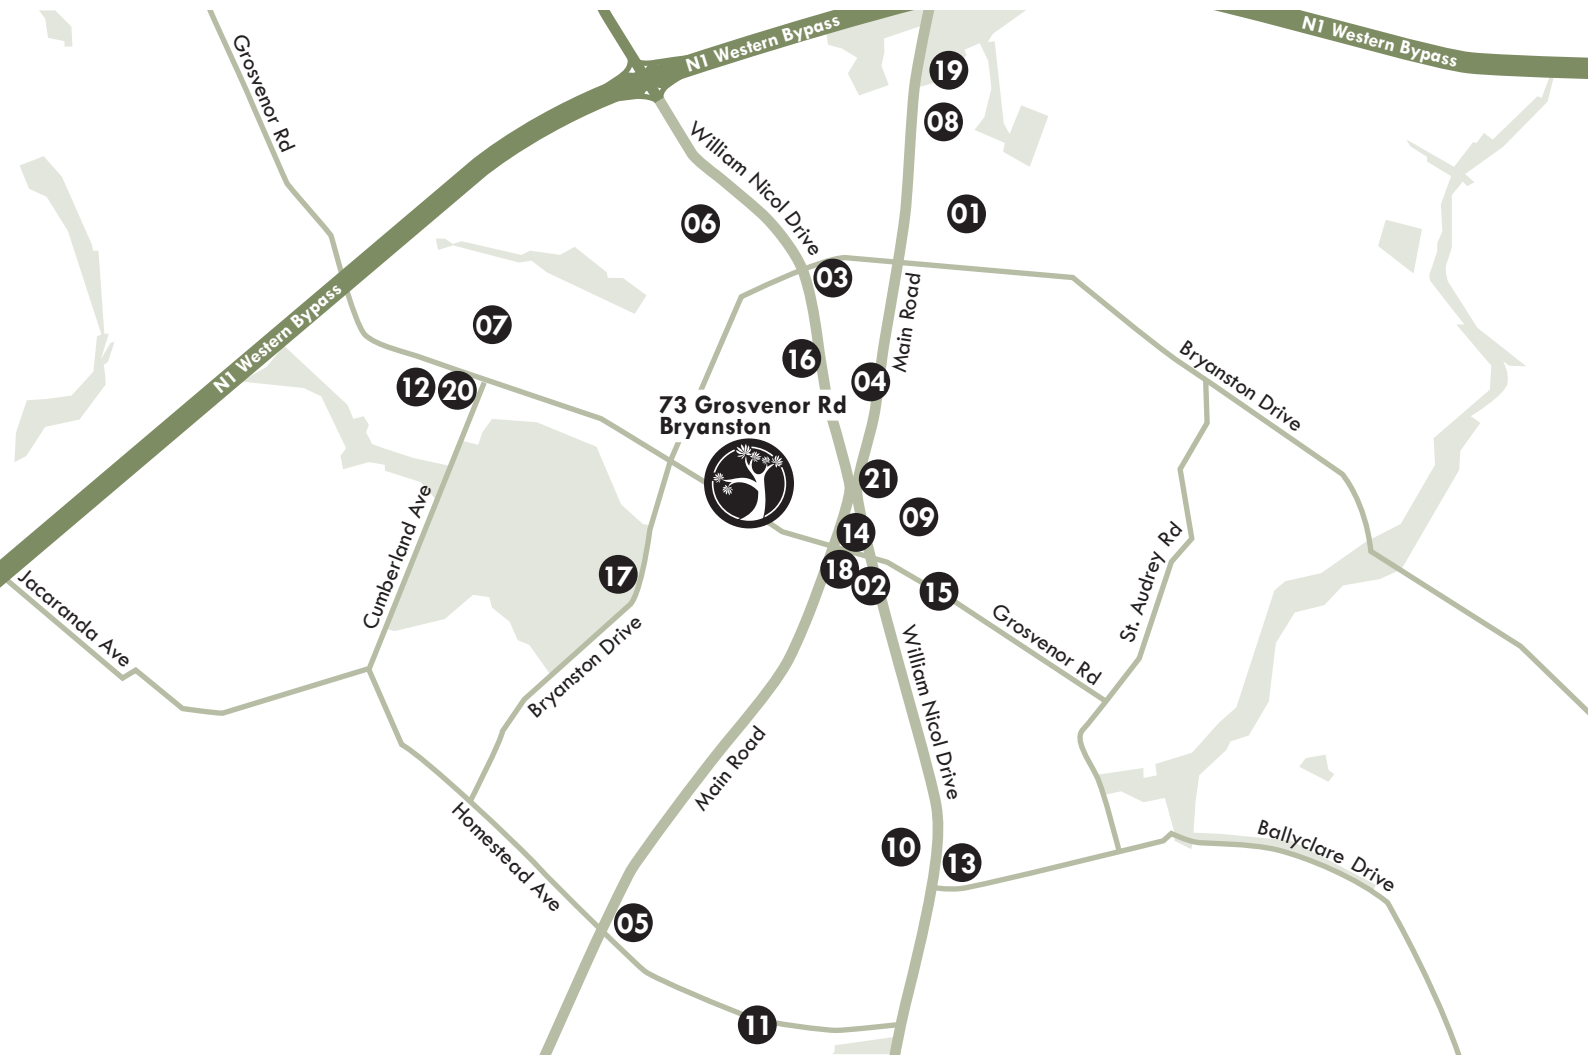 N1 Western Bypass
N1 Western Bypass
Grosvenor Rd
19
08
William Nicol Drive
01
06
03
Main Road
N1 Western Bypass
07
16
04
Bryanston Drive
12
20
73 Grosvenor Rd
Bryanston
21
09
14
Cumberland Ave
St. Audrey Rd
17
18
02
15
Jacaranda Ave
Grosvenor Rd
Bryanston Drive
William Nicol Drive
Main Road
10
13
Homestead Ave
Ballyclare Drive
05
11